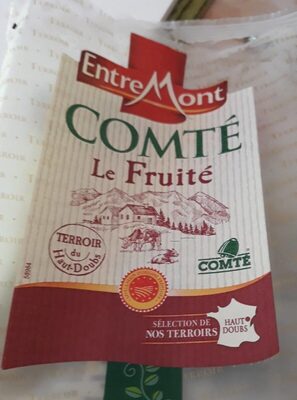 EntreMont
COMTÉ
Le Fruité
TERROIR
du
Haut-Doubs
COMTÉ
SÉLECTION DE
NOS TERROIRS
HAUT
DOUBS